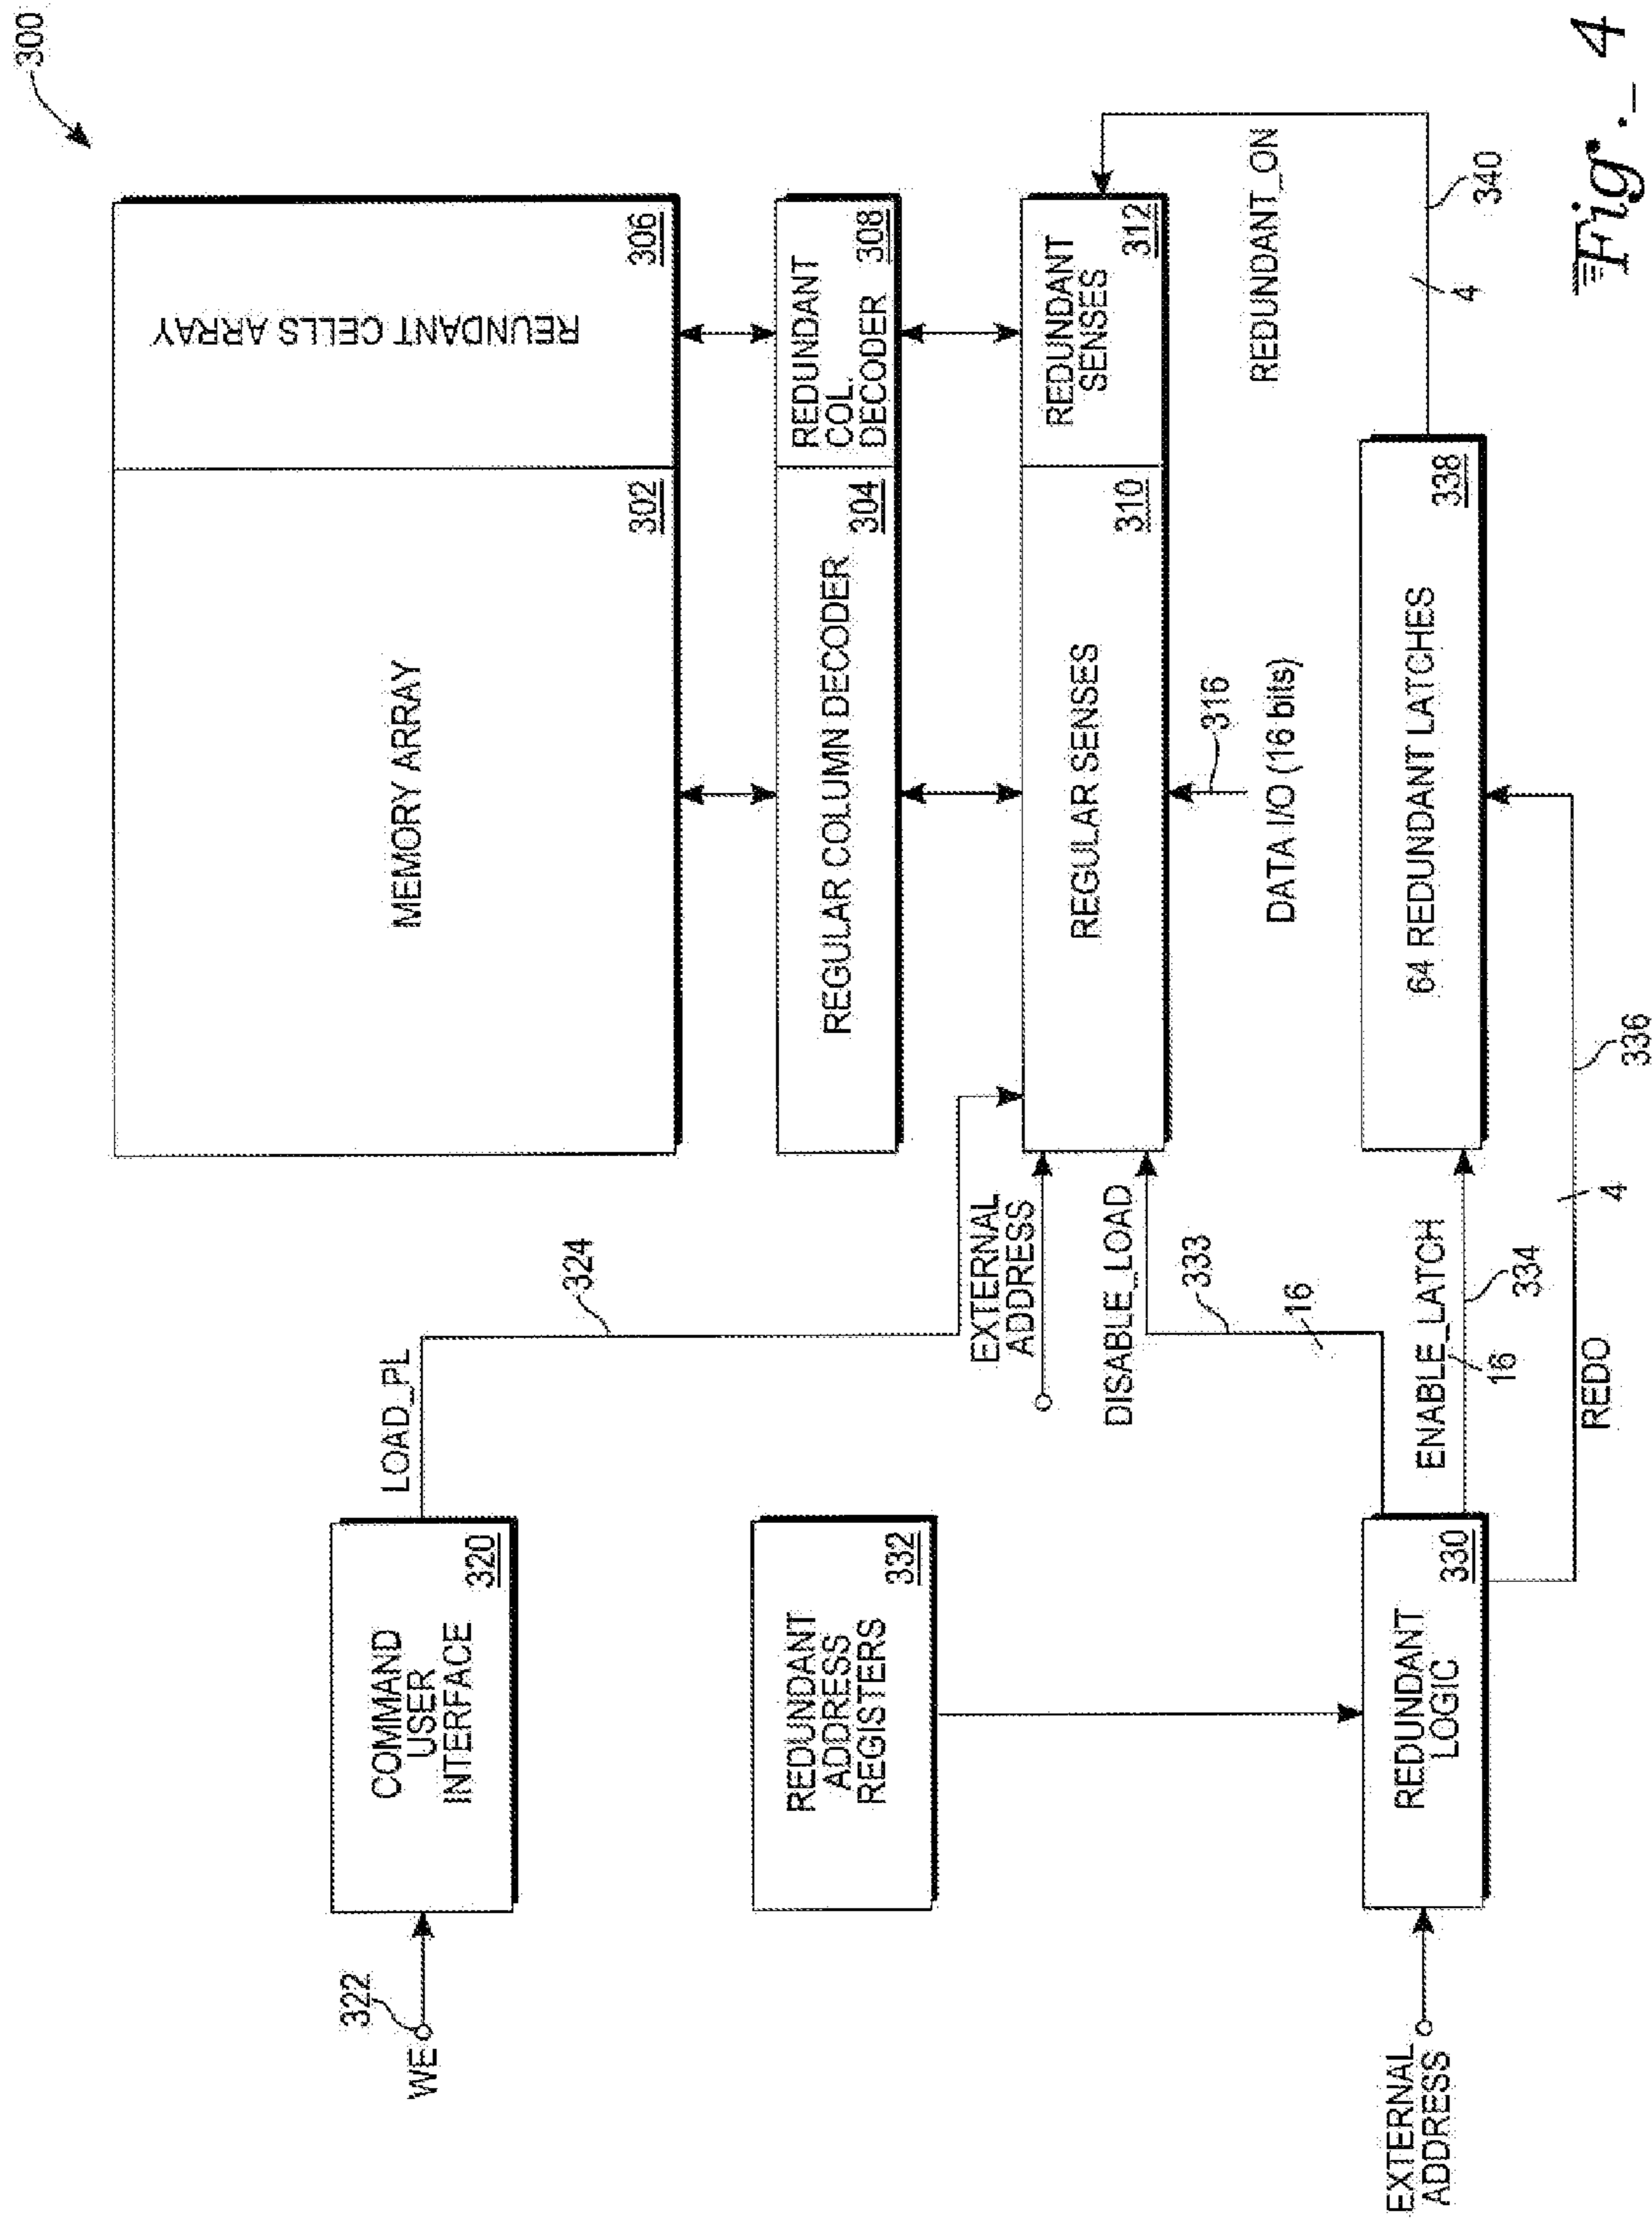 300
MEMORY ARRAY
302
REUNDANT CELLS ARRAY
306
COMMAND
USER
INTERFACE
320
WE
322
LOAD_PL
324
REGULAR COLUMN DECODER
304
REDUNDANT
COL.
DECODER
308
REDUNDANT
ADDRESS
REGISTERS
332
EXTERNAL
ADDRESS
REGULAR SENSES
310
REDUNDANT
SENSES
312
DISABLE_LOAD
333
16
316
DATA I/O (16 bits)
REDUNDANT_ON
EXTERNAL
ADDRESS
REDUNDANT
LOGIC
330
ENABLE_LATCH
16
334
64 REDUNDANT LATCHES
338
4
340
REDO
4
336
Fig._ 4